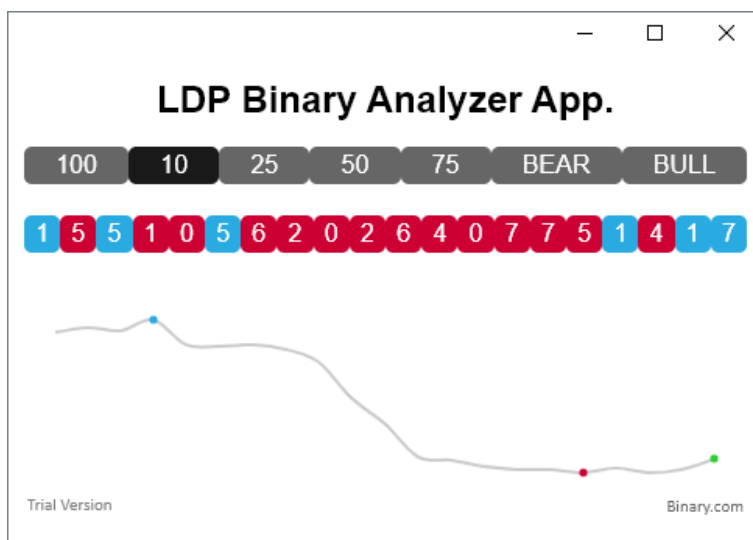 LDP Binary Analyzer App.
100 10 25 50 75 BEAR BULL
1 5 5 1 0 5 6 2 0 2 6 4 0 7 7 5 1 4 1 7
Trial Version
Binary.com